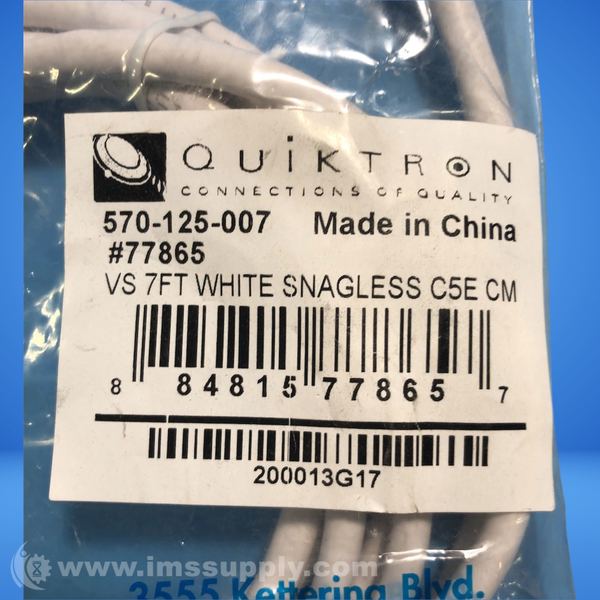 QUiKTRON
CONNECTIONS OF QUALITY
570-125-007 Made in China
#77865
VS 7FT WHITE SNAGLESS C5E CM
8 84815 77865 7
200013G17
www.imssupply.com
3555 Kettering Blvd.